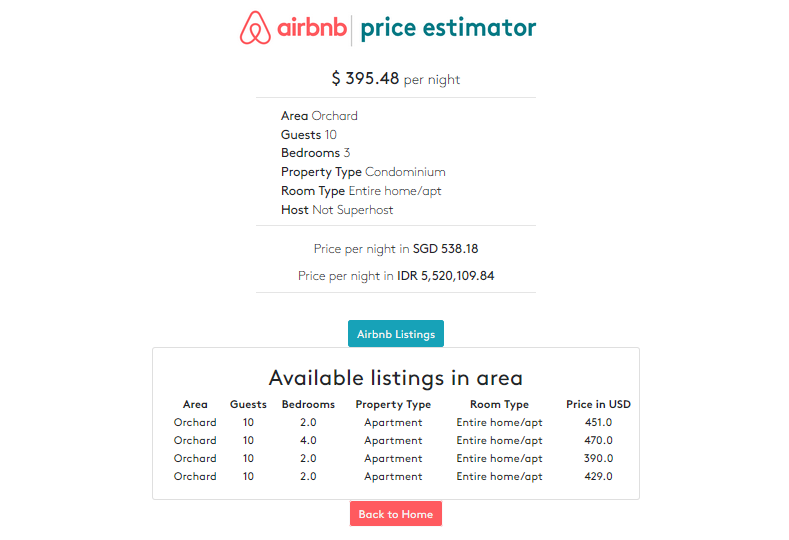 airbnb price estimator
$ 395.48 per night
Area Orchard
Guests 10
Bedrooms 3
Property Type Condominium
Room Type Entire home/apt
Host Not Superhost
Price per night in SGD 538.18
Price per night in IDR 5,520,109.84
Airbnb Listings
Available listings in area
Area Guests Bedrooms Property Type Room Type Price in USD
Orchard 10 2.0 Apartment Entire home/apt 451.0
Orchard 10 4.0 Apartment Entire home/apt 470.0
Orchard 10 2.0 Apartment Entire home/apt 390.0
Orchard 10 2.0 Apartment Entire home/apt 429.0
Back to Home